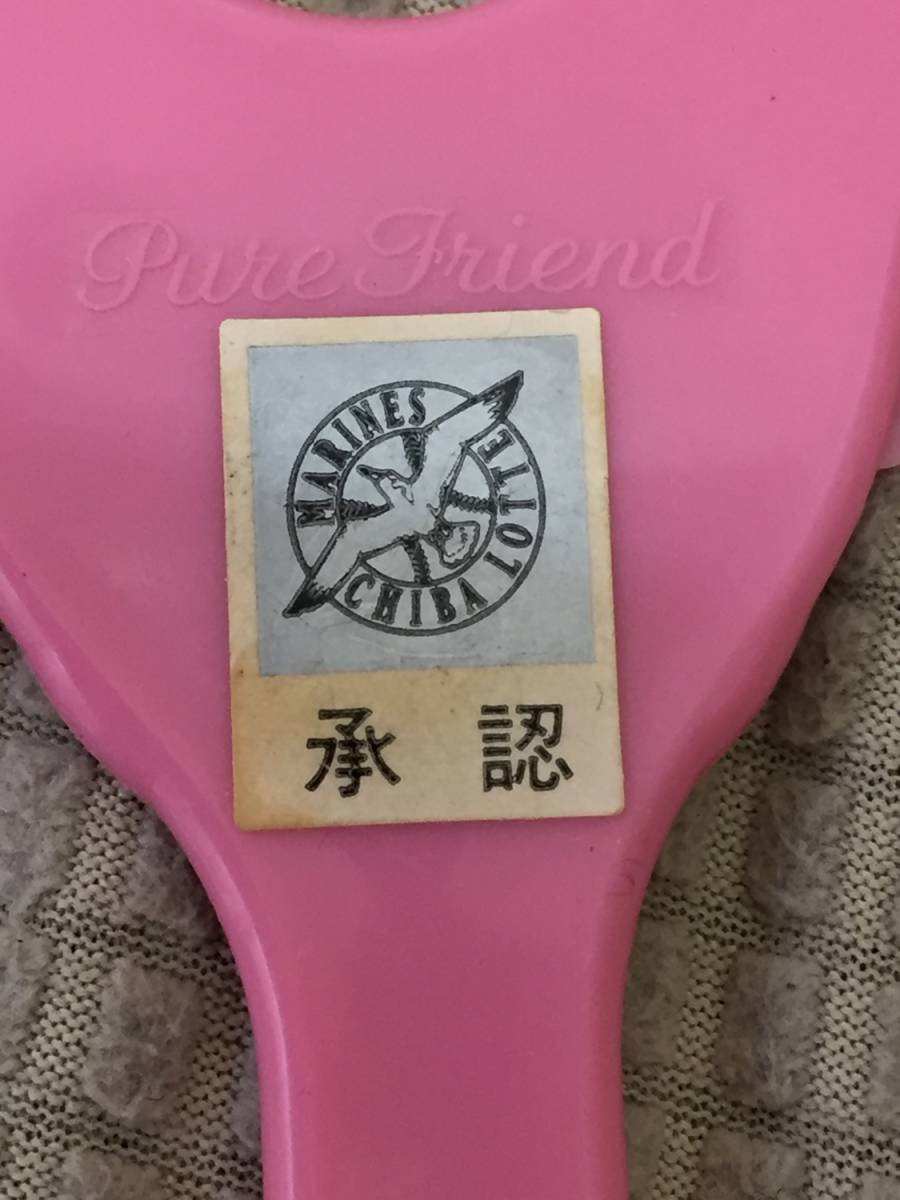 Pure Friend
MARINES
CHIBA LOTTE
承 認